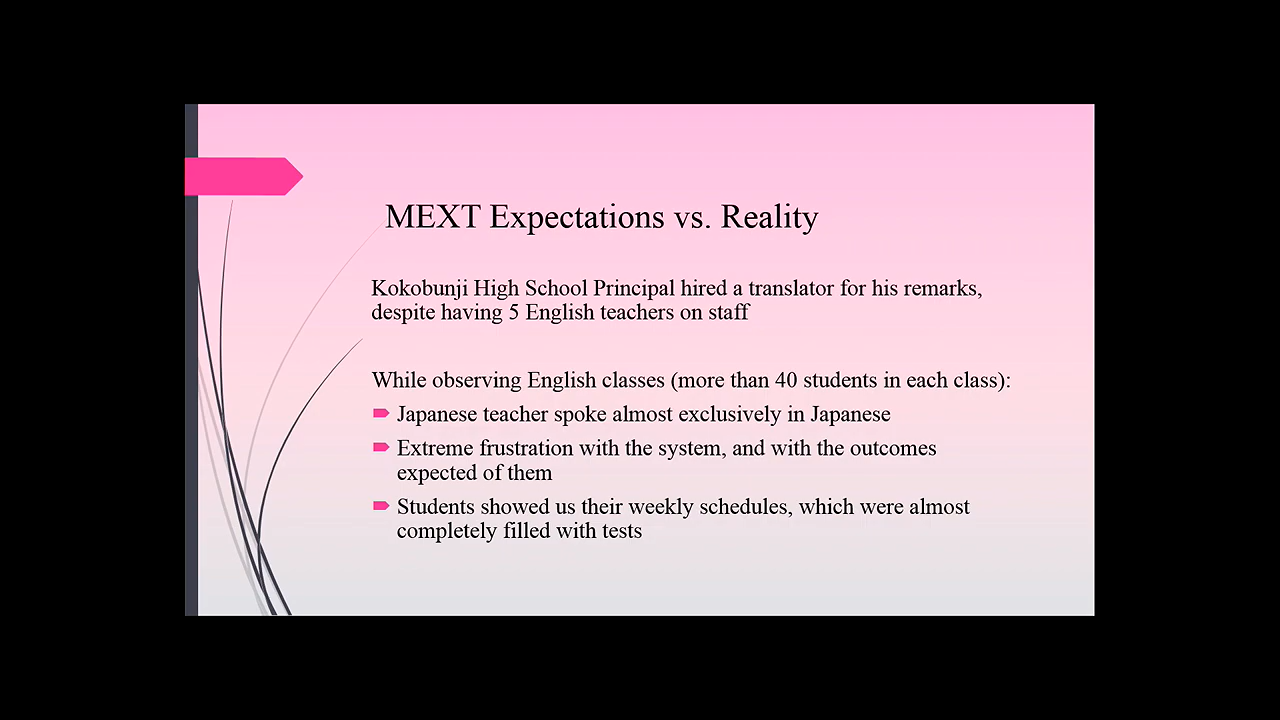 MEXT Expectations vs. Reality
Kokobunji High School Principal hired a translator for his remarks,
despite having 5 English teachers on staff
While observing English classes (more than 40 students in each class):
Japanese teacher spoke almost exclusively in Japanese
Extreme frustration with the system, and with the outcomes
expected of them
Students showed us their weekly schedules, which were almost
completely filled with tests